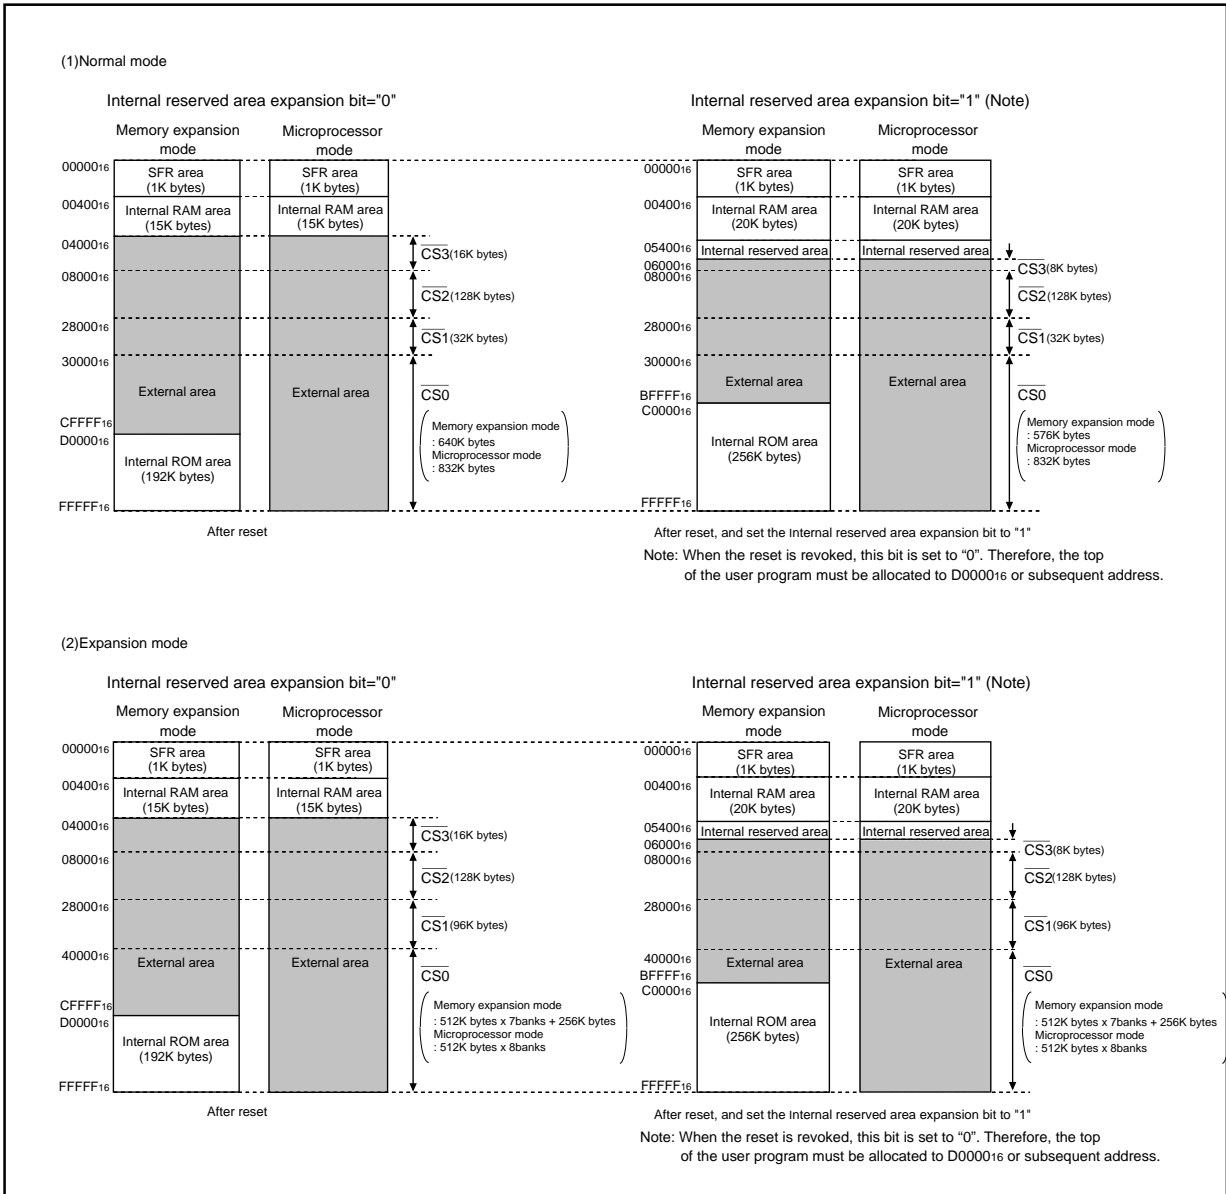 (1)Normal mode
Internal reserved area expansion bit="0"
Memory expansion mode
Microprocessor mode
0000016
SFR area
(1K bytes)
SFR area
(1K bytes)
0040016
Internal RAM area
(15K bytes)
Internal RAM area
(15K bytes)
0400016
CS3(16K bytes)
0800016
CS2(128K bytes)
2800016
CS1(32K bytes)
3000016
External area
External area
CS0
Memory expansion mode
: 640K bytes
Microprocessor mode
: 832K bytes
CFFFF16
D000016
Internal ROM area
(192K bytes)
FFFFF16
After reset
Internal reserved area expansion bit="1" (Note)
Memory expansion mode
Microprocessor mode
0000016
SFR area
(1K bytes)
SFR area
(1K bytes)
0040016
Internal RAM area
(20K bytes)
Internal RAM area
(20K bytes)
0540016
Internal reserved area
Internal reserved area
0600016
0800016
CS3(8K bytes)
CS2(128K bytes)
2800016
CS1(32K bytes)
3000016
External area
External area
CS0
Memory expansion mode
: 576K bytes
Microprocessor mode
: 832K bytes
BFFFF16
C000016
Internal ROM area
(256K bytes)
FFFFF16
After reset, and set the Internal reserved area expansion bit to "1"
Note: When the reset is revoked, this bit is set to “0”. Therefore, the top
of the user program must be allocated to D000016 or subsequent address.
(2)Expansion mode
Internal reserved area expansion bit="0"
Memory expansion mode
Microprocessor mode
0000016
SFR area
(1K bytes)
SFR area
(1K bytes)
0040016
Internal RAM area
(15K bytes)
Internal RAM area
(15K bytes)
0400016
CS3(16K bytes)
0800016
CS2(128K bytes)
2800016
CS1(96K bytes)
4000016
External area
External area
CS0
Memory expansion mode
: 512K bytes x 7banks + 256K bytes
Microprocessor mode
: 512K bytes x 8banks
CFFFF16
D000016
Internal ROM area
(192K bytes)
FFFFF16
After reset
Internal reserved area expansion bit="1" (Note)
Memory expansion mode
Microprocessor mode
0000016
SFR area
(1K bytes)
SFR area
(1K bytes)
0040016
Internal RAM area
(20K bytes)
Internal RAM area
(20K bytes)
0540016
Internal reserved area
Internal reserved area
0600016
0800016
CS3(8K bytes)
CS2(128K bytes)
2800016
CS1(96K bytes)
4000016
External area
External area
CS0
BFFFF16
C000016
Memory expansion mode
: 512K bytes x 7banks + 256K bytes
Microprocessor mode
: 512K bytes x 8banks
Internal ROM area
(256K bytes)
FFFFF16
After reset, and set the Internal reserved area expansion bit to "1"
Note: When the reset is revoked, this bit is set to “0”. Therefore, the top
of the user program must be allocated to D000016 or subsequent address.